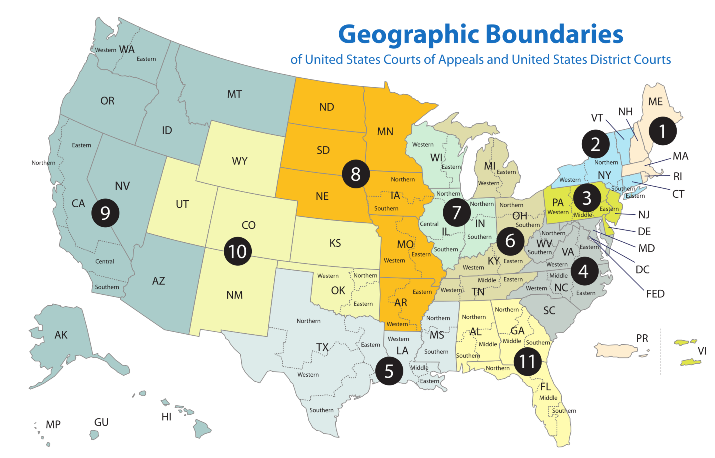 Geographic Boundaries
of United States Courts of Appeals and United States District Courts
WA
Western
Eastern
OR
MT
ID
Eastern
Northern
NV
CA
9
Central
Southern
AZ
AK
MP
GU
HI
WY
UT
CO
10
KS
NM
Western
Northern
OK
Eastern
ND
MN
SD
8
NE
Northern
IA
Southern
MO
Western
Eastern
AR
Eastern
Western
Northern
TX
Eastern
Western
Southern
Western
LA
5
Middle
Eastern
Northern
MS
Southern
Western
WI
Eastern
Northern
7
Central
IL
Southern
Northern
IN
Southern
MI
Western
Eastern
Northern
OH
Southern
6
KY
Western
Eastern
Western
Middle
Eastern
TN
Northern
WV
Southern
VA
Eastern
Western
4
Middle
Western
NC
Eastern
SC
Northern
AL
Middle
Southern
Northern
GA
Middle
Southern
11
Northern
FL
Middle
Southern
ME
1
NH
VT
2
Northern
Western
NY
Southern
Eastern
MA
RI
CT
3
PA
Western
Middle
Eastern
NJ
DE
MD
DC
FED
PR
VI